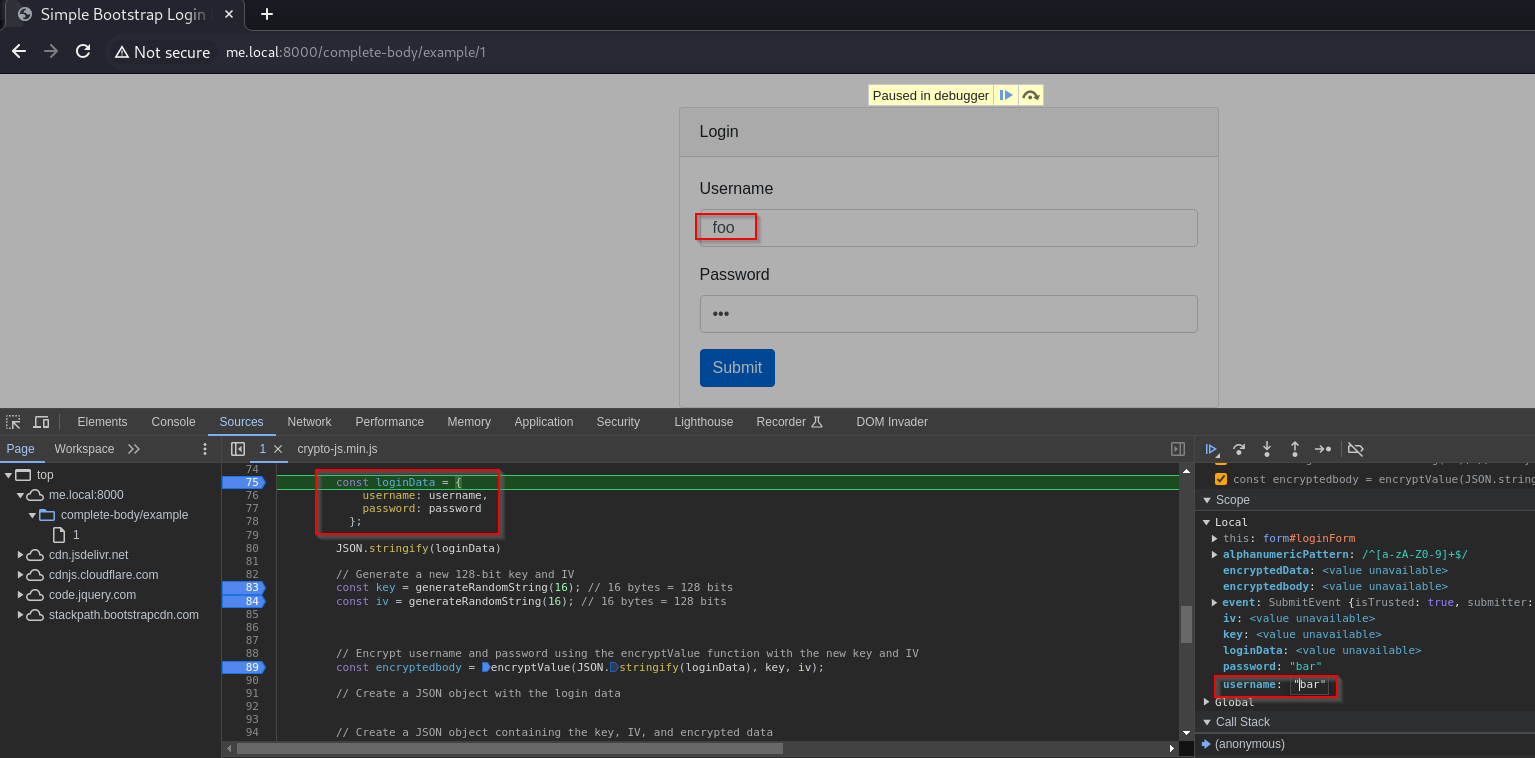 Simple Bootstrap Login
Not secure me.local:8000/complete-body/example/1
Paused in debugger
Login
Username
foo
Password
•••
Submit
Elements Console Sources Network Performance Memory Application Security Lighthouse Recorder DOM Invader
Page Workspace
top
me.local:8000
complete-body/example
1
cdn.jsdelivr.net
cdnjs.cloudflare.com
code.jquery.com
stackpath.bootstrapcdn.com
1 crypto-js.min.js
74
75 const loginData = {
76 username: username,
77 password: password
78 };
79
80 JSON.stringify(loginData)
81
82 // Generate a new 128-bit key and IV
83 const key = generateRandomString(16); // 16 bytes = 128 bits
84 const iv = generateRandomString(16); // 16 bytes = 128 bits
85
86
87
88 // Encrypt username and password using the encryptValue function with the new key and IV
89 const encryptedbody = encryptValue(JSON.stringify(loginData), key, iv);
90
91 // Create a JSON object with the login data
92
93
94 // Create a JSON object containing the key, IV, and encrypted data
const encryptedbody = encryptValue(JSON.string
Scope
Local
this: form#loginForm
alphanumericPattern: /^[a-zA-Z0-9]+$/
encryptedData: <value unavailable>
encryptedbody: <value unavailable>
event: SubmitEvent {isTrusted: true, submitter:
iv: <value unavailable>
key: <value unavailable>
loginData: <value unavailable>
password: "bar"
username: "bar"
Global
Call Stack
(anonymous)